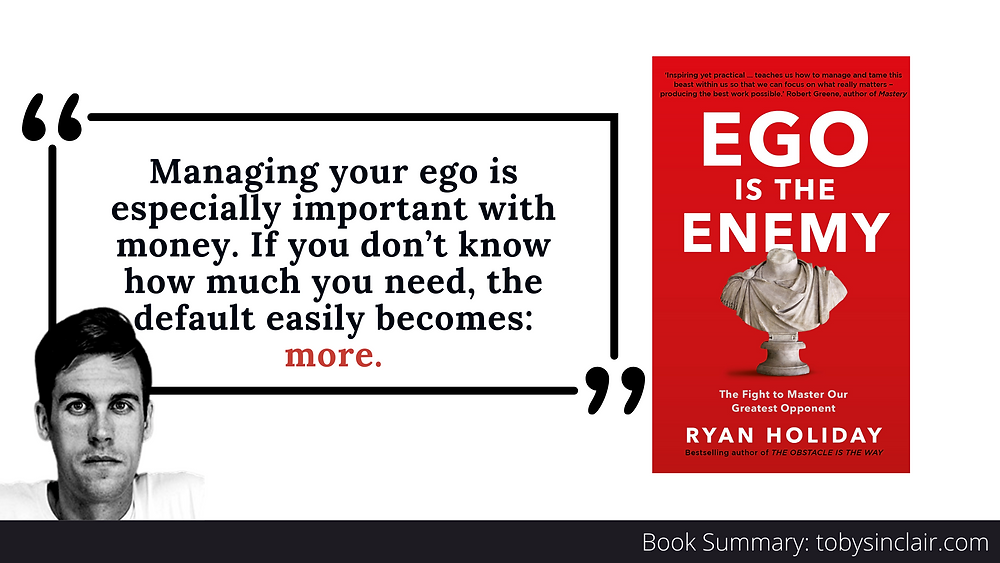 Managing your ego is
especially important with
money. If you don’t know
how much you need, the
default easily becomes:
more.
'Inspiring yet practical ... teaches us how to manage and tame this
beast within us so that we can focus on what really matters –
producing the best work possible.' Robert Greene, author of Mastery
EGO
IS THE
ENEMY
The Fight to Master Our
Greatest Opponent
RYAN HOLIDAY
Bestselling author of THE OBSTACLE IS THE WAY
Book Summary: tobysinclair.com